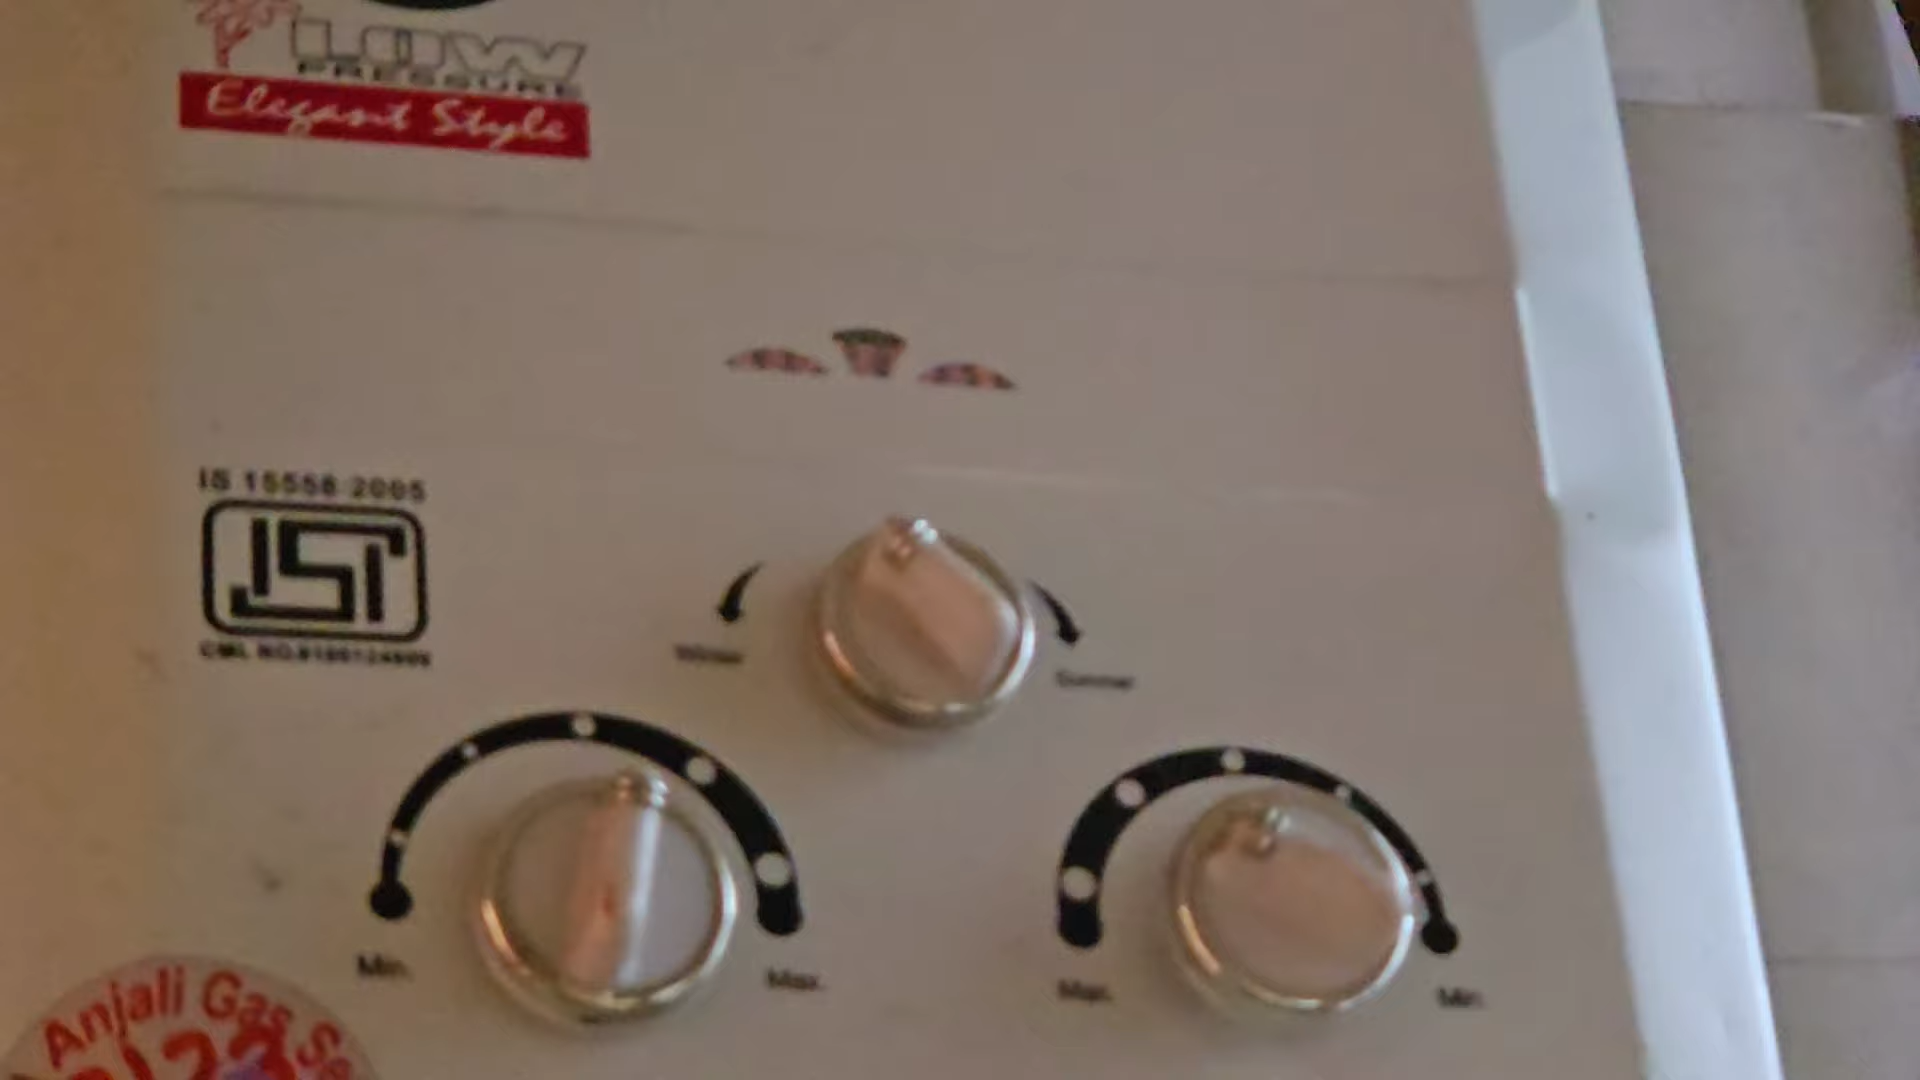 LOW
PRESSURE
Elegant Style
IS 15558:2005
ISI
Winter
Summer
Min.
Max.
Max.
Min.
Anjali Gas